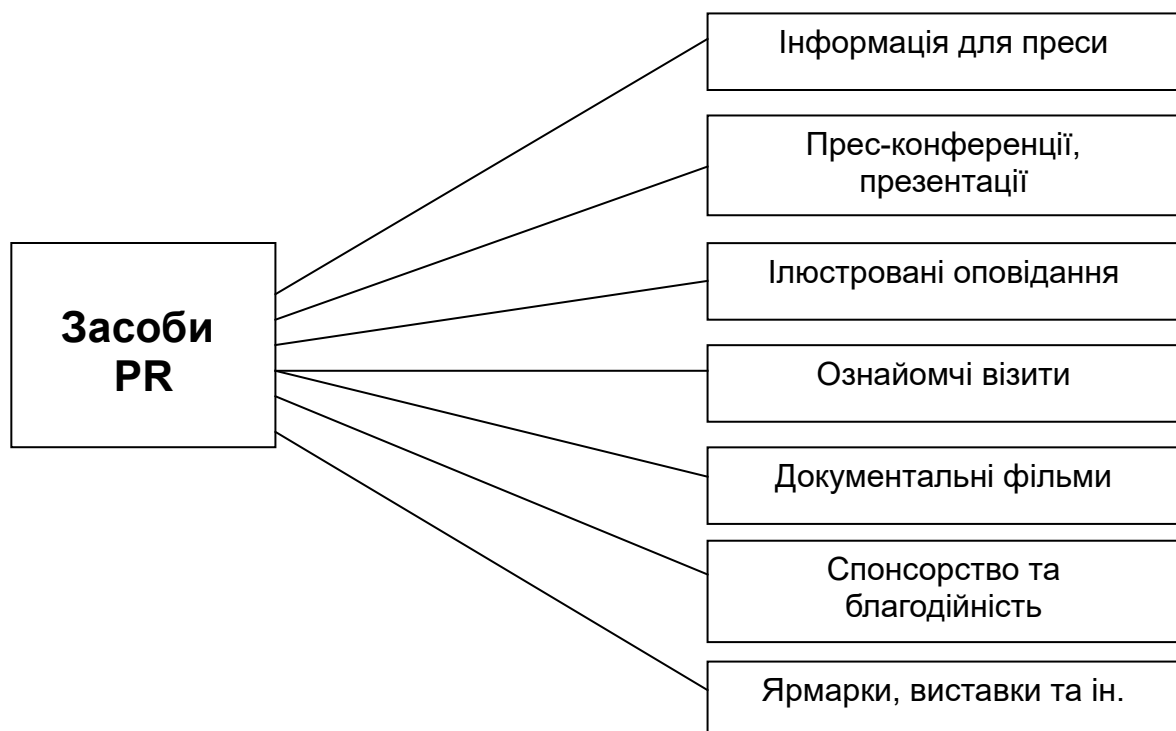 Інформація для преси
Прес-конференції,
презентації
Ілюстровані оповідання
Засоби
PR
Ознайомчі візити
Документальні фільми
Спонсорство та
благодійність
Ярмарки, виставки та ін.